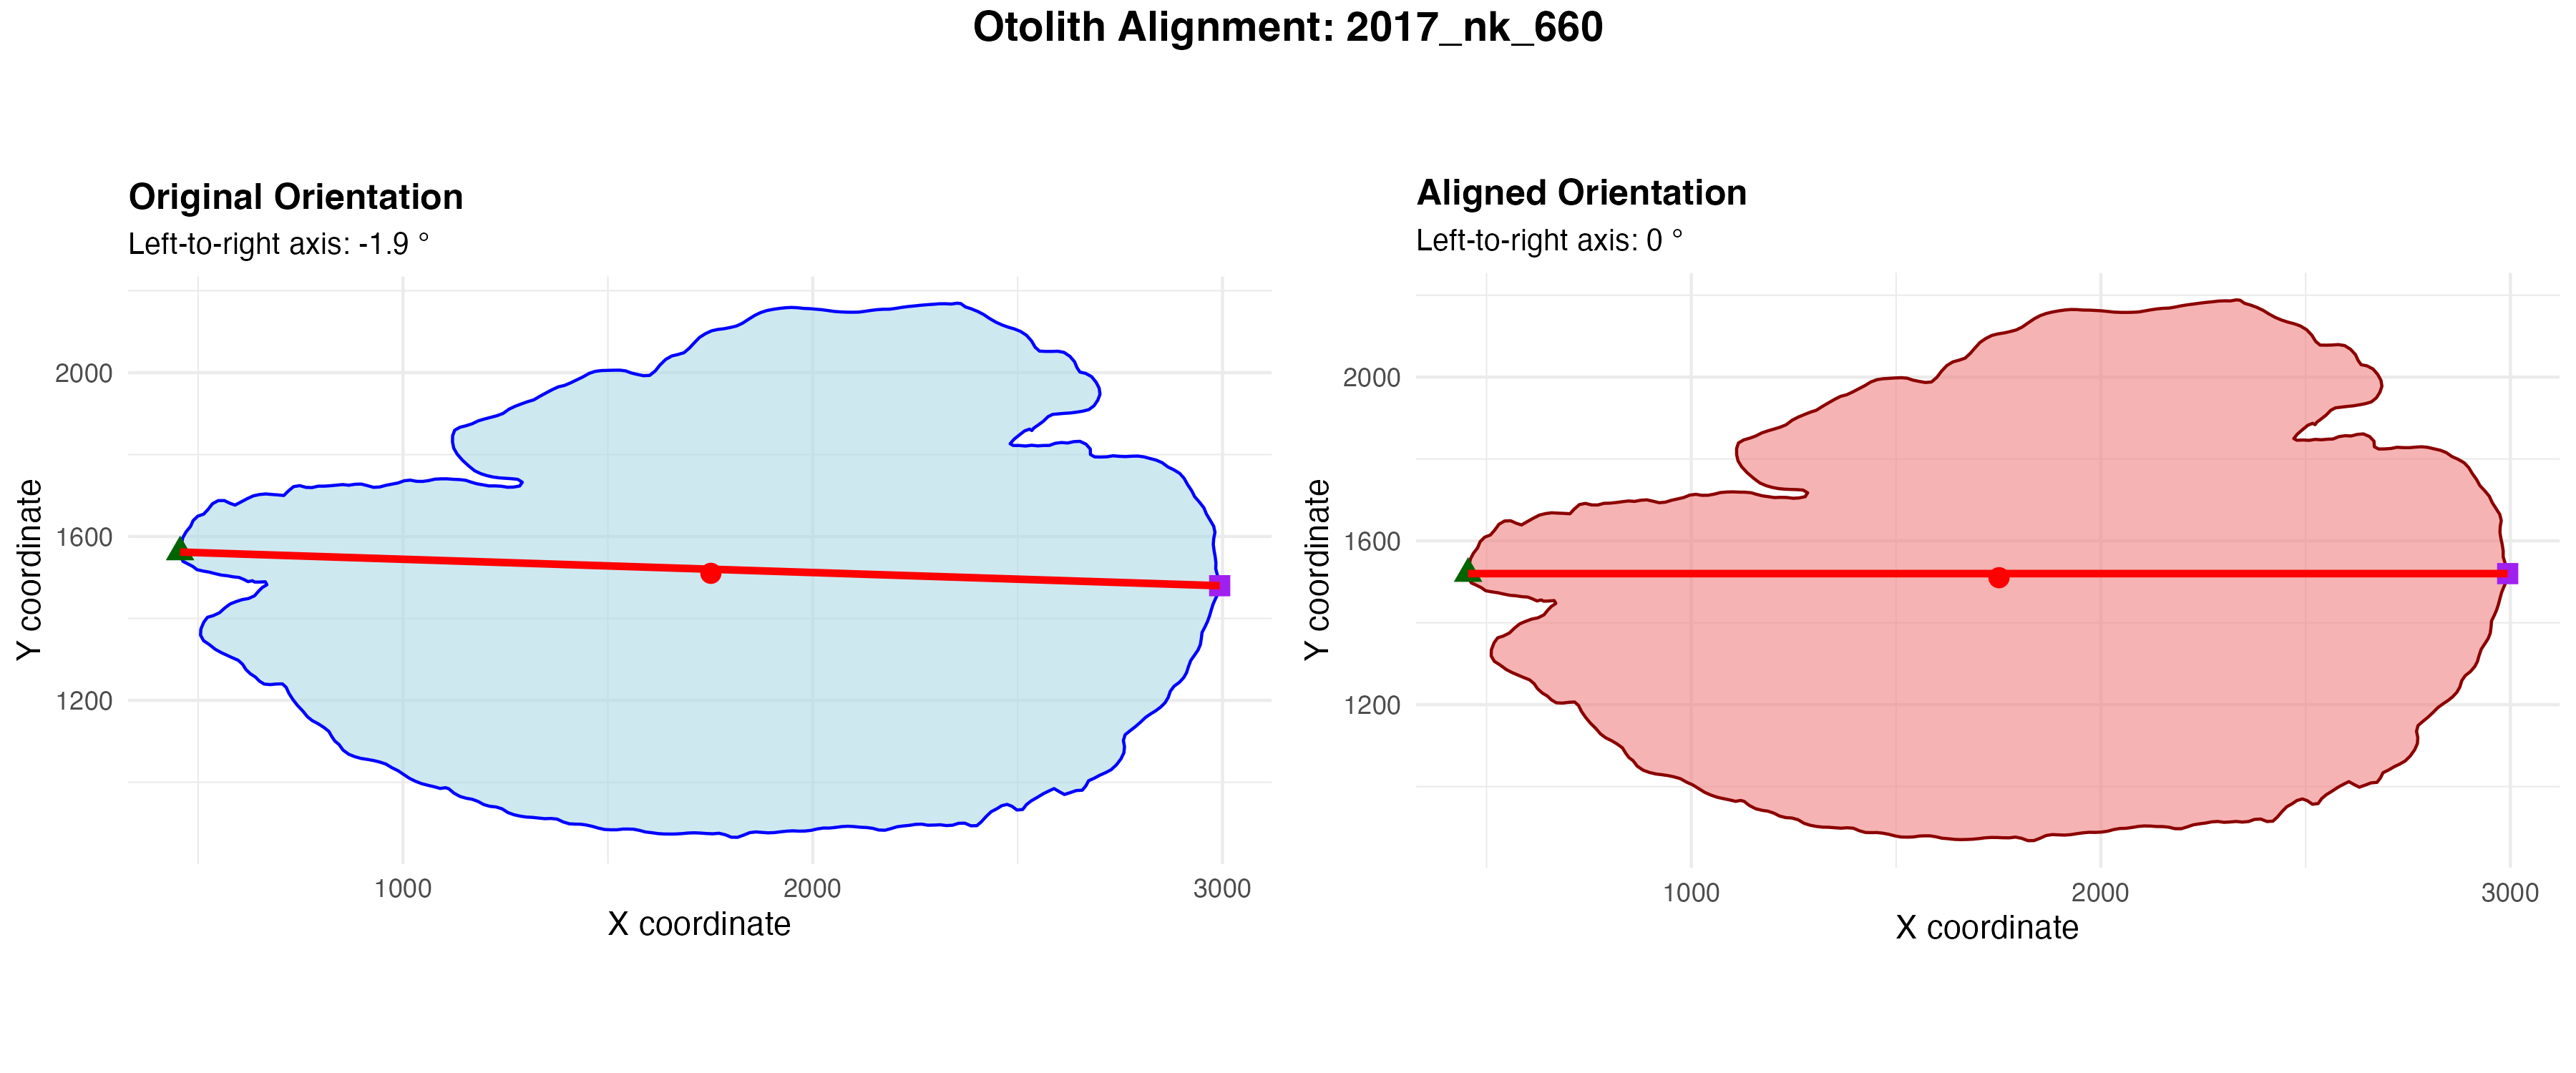 Otolith Alignment: 2017_nk_660
Original Orientation
Left-to-right axis: -1.9 °
Y coordinate
2000
1600
1200
1000
2000
3000
X coordinate
Aligned Orientation
Left-to-right axis: 0 °
Y coordinate
2000
1600
1200
1000
2000
3000
X coordinate